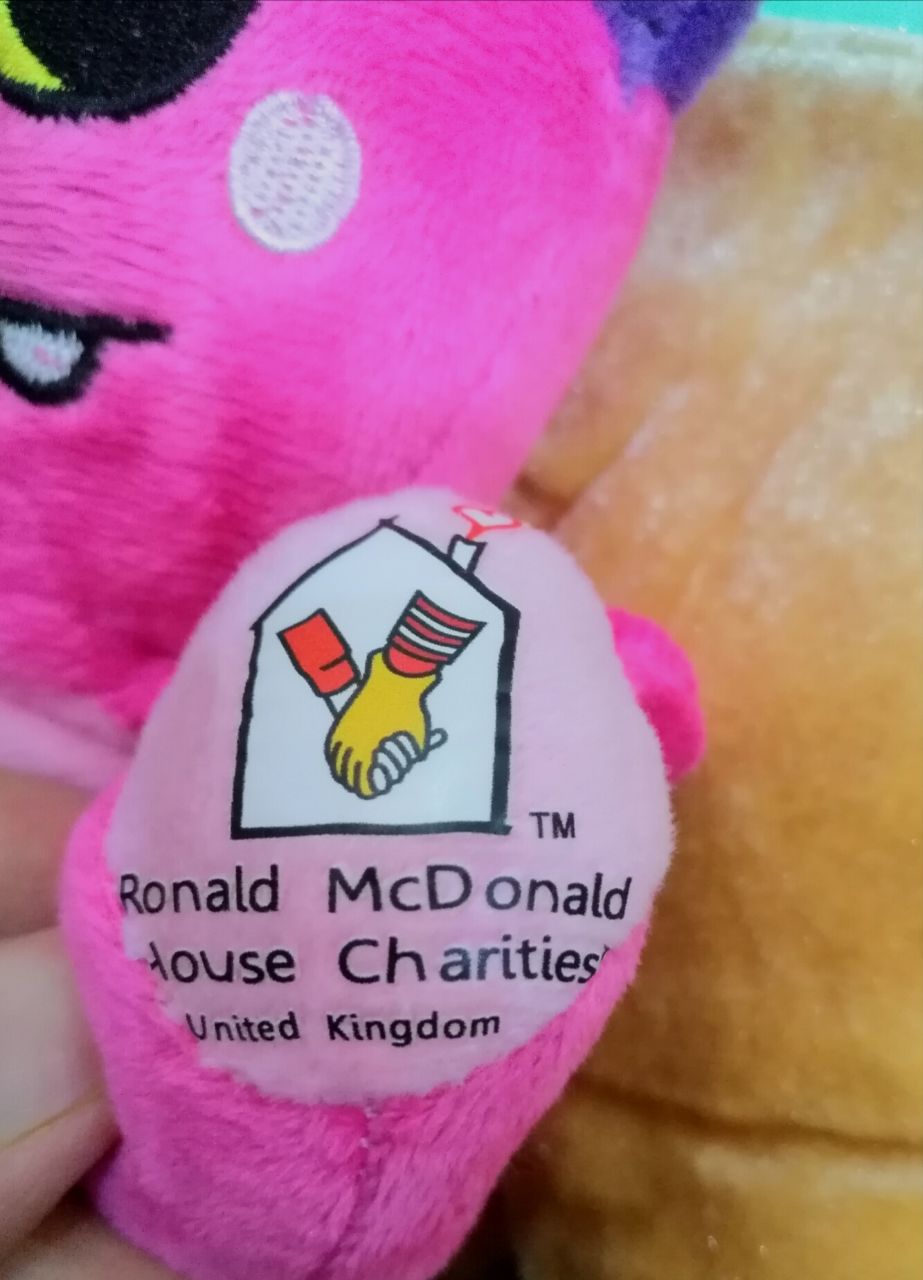 TM
Ronald McDonald
House Charities
United Kingdom